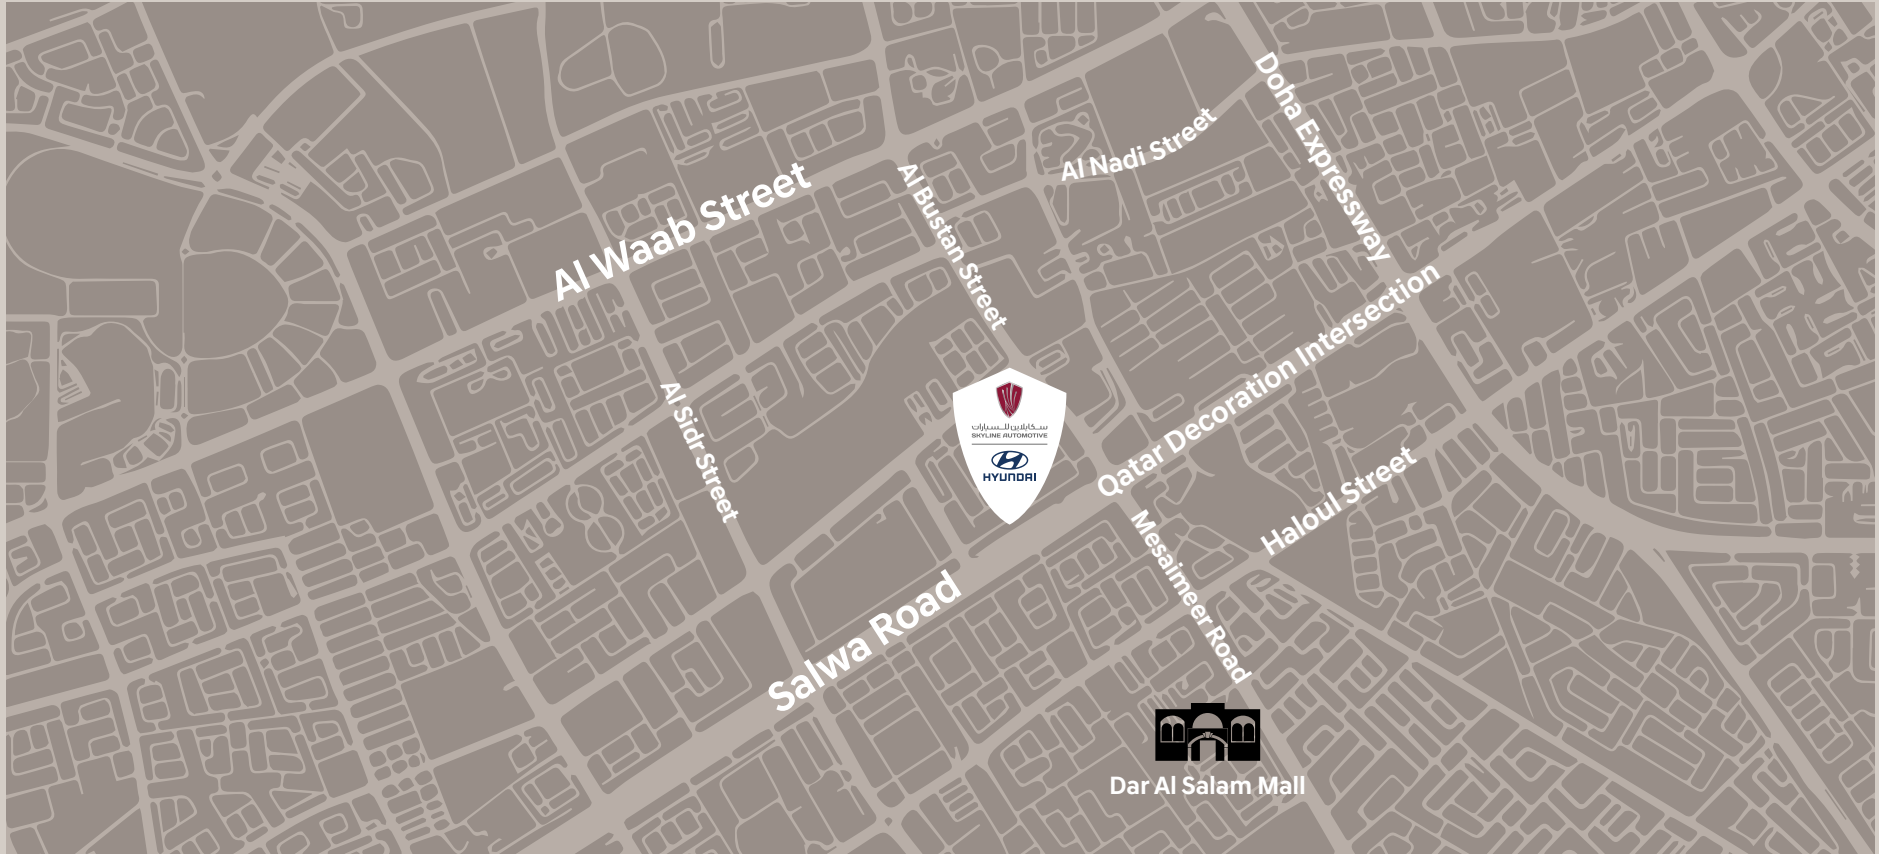 Doha Expressway
Al Nadi Street
Al Waab Street
Al Bustan Street
Qatar Decoration Intersection
Al Sidr Street
سكايلاين للسيارات
SKYLINE AUTOMOTIVE
HYUNDAI
Haloul Street
Mesaimeer Road
Salwa Road
Dar Al Salam Mall